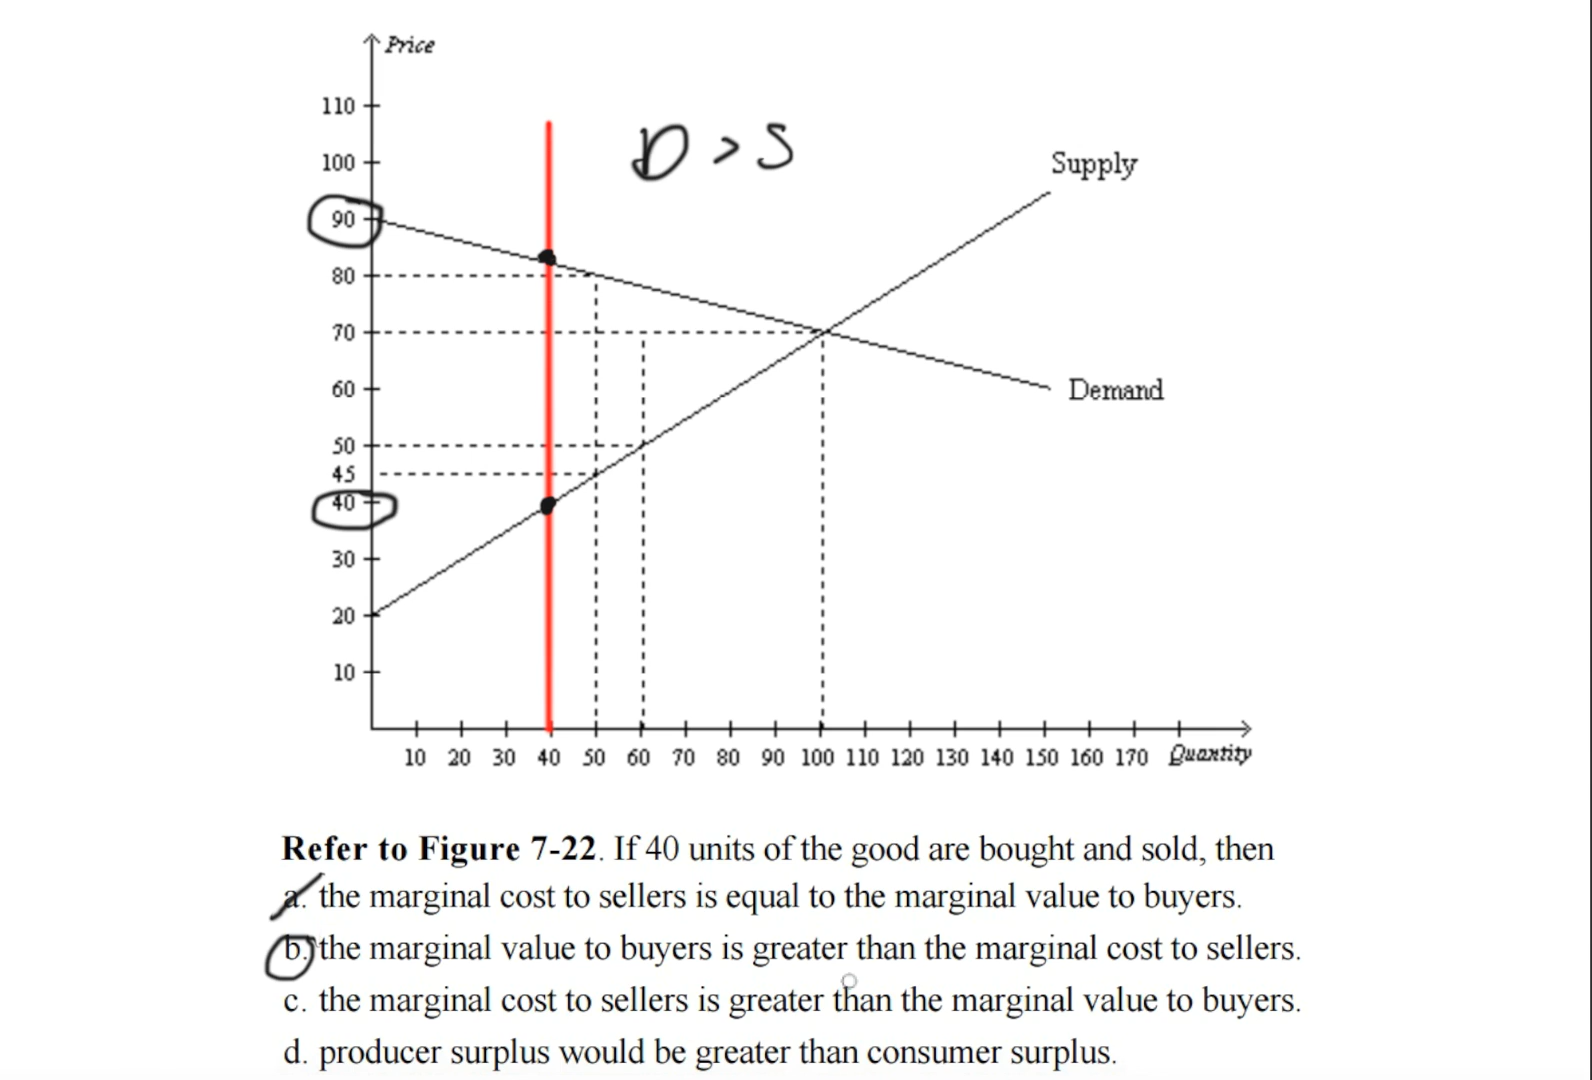 Price
110
D > S
100
Supply
90
80
70
60
Demand
50
45
40
30
20
10
10 20 30 40 50 60 70 80 90 100 110 120 130 140 150 160 170 Quantity
Refer to Figure 7-22. If 40 units of the good are bought and sold, then
a. the marginal cost to sellers is equal to the marginal value to buyers.
b. the marginal value to buyers is greater than the marginal cost to sellers.
c. the marginal cost to sellers is greater than the marginal value to buyers.
d. producer surplus would be greater than consumer surplus.